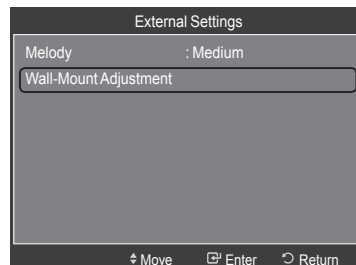 External Settings
Melody : Medium
Wall-Mount Adjustment
Move Enter Return